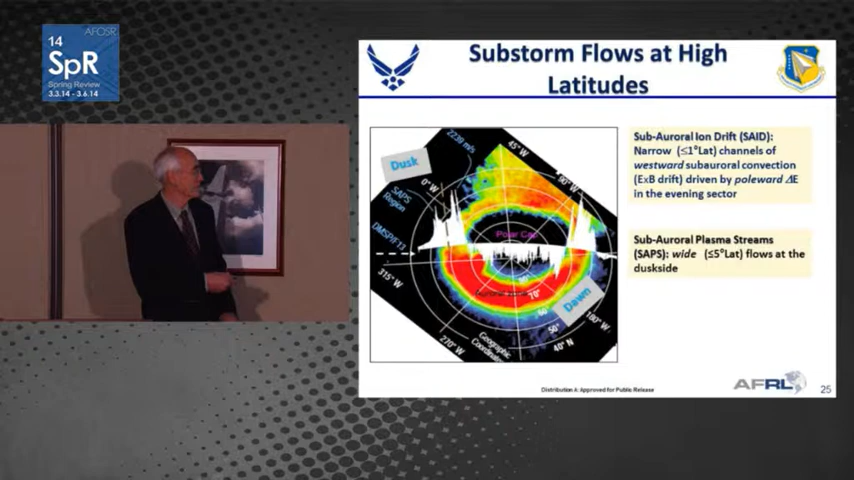 AFOSR
14
SpR
Spring Review
3.3.14 - 3.6.14
Substorm Flows at High
Latitudes
2239 m/s
45°W
Dusk
0°W
90°W
SAPS
Region
Polar Cap
DMSP/F13
315°W
70°
Dawn
60°
180°W
50°
40°N
270°W
Geographic
Coordinates
Sub-Auroral Ion Drift (SAID):
Narrow (≤1°Lat) channels of
westward subauroral convection
(ExB drift) driven by poleward ΔE
in the evening sector
Sub-Auroral Plasma Streams
(SAPS): wide (≤5°Lat) flows at the
duskside
Distribution A: Approved for Public Release
AFRL
25